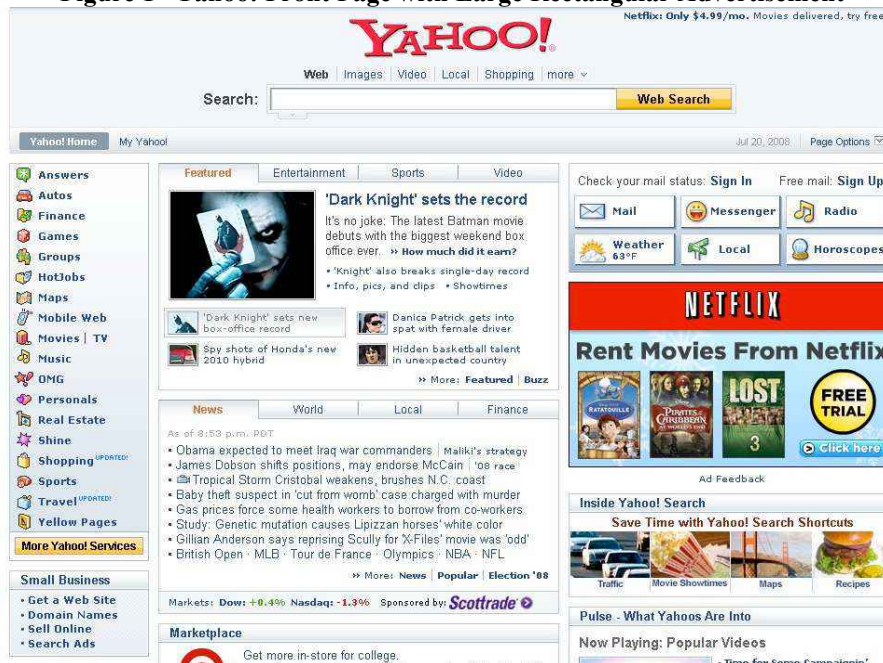 Figure 1 - Yahoo! Front Page with Large Rectangular Advertisement
Netflix: Only $4.99/mo. Movies delivered, try free
YAHOO!
Web | Images | Video | Local | Shopping | more
Search: Web Search
Yahoo! Home My Yahoo! Jul 20, 2008 Page Options
Answers
Autos
Finance
Games
Groups
HotJobs
Maps
Mobile Web
Movies | TV
Music
OMG
Personals
Real Estate
Shine
Shopping UPDATED!
Sports
Travel UPDATED!
Yellow Pages
More Yahoo! Services
Small Business
• Get a Web Site
• Domain Names
• Sell Online
• Search Ads
Featured Entertainment Sports Video
'Dark Knight' sets the record
It's no joke: The latest Batman movie
debuts with the biggest weekend box
office ever. » How much did it earn?
• 'Knight' also breaks single-day record
• Info, pics, and clips • Showtimes
'Dark Knight' sets new
box-office record
Danica Patrick gets into
spat with female driver
Spy shots of Honda's new
2010 hybrid
Hidden basketball talent
in unexpected country
» More: Featured | Buzz
News World Local Finance
As of 8:53 p.m. PDT
• Obama expected to meet Iraq war commanders | Maliki's strategy
• James Dobson shifts positions, may endorse McCain | '08 race
• Tropical Storm Cristobal weakens, brushes N.C. coast
• Baby theft suspect in 'cut from womb' case charged with murder
• Gas prices force some health workers to borrow from co-workers
• Study: Genetic mutation causes Lipizzan horses' white color
• Gillian Anderson says reprising Scully for 'X-Files' movie was 'odd'
• British Open · MLB · Tour de France · Olympics · NBA · NFL
» More: News | Popular | Election '08
Markets: Dow: +0.4% Nasdaq: -1.3% Sponsored by: Scottrade
Marketplace
Get more in-store for college.
Check your mail status: Sign In Free mail: Sign Up
Mail Messenger Radio
Weather
63°F
Local Horoscopes
NETFLIX
Rent Movies From Netflix
RATATOUILLE
PIRATES
CARIBBEAN
LOST
3
FREE
TRIAL
Click here
Ad Feedback
Inside Yahoo! Search
Save Time with Yahoo! Search Shortcuts
Traffic Movie Showtimes Maps Recipes
Pulse - What Yahoos Are Into
Now Playing: Popular Videos
• Time for Some Campaignin'